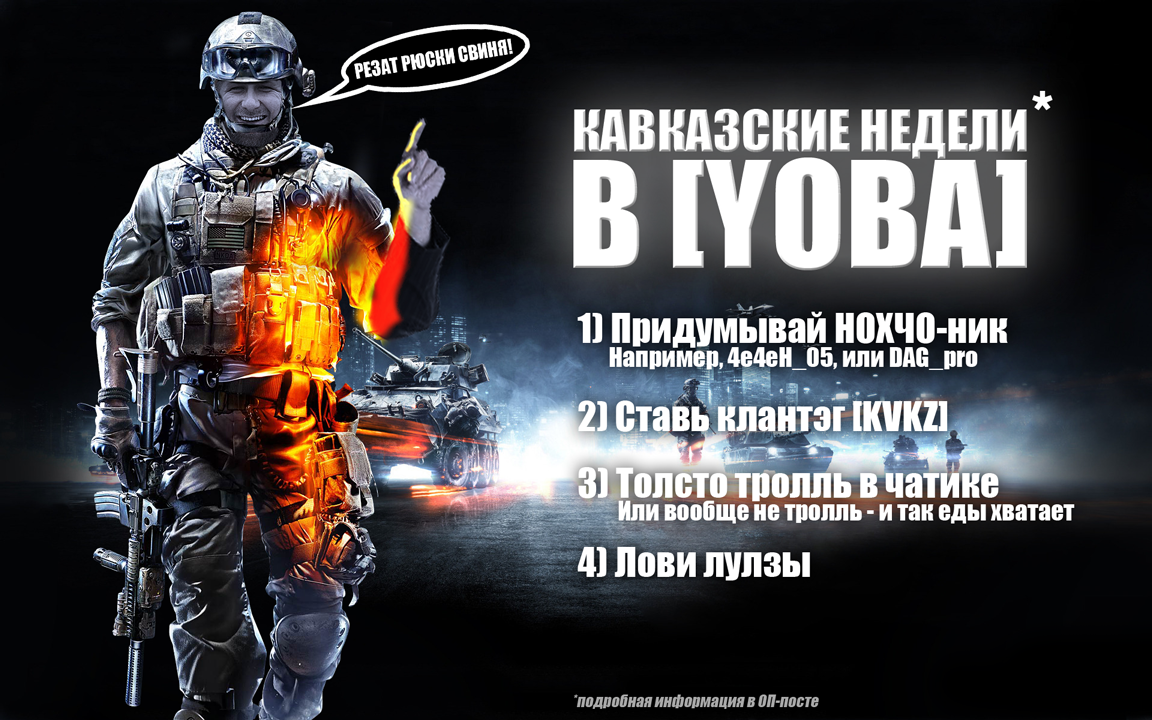 РЕЗАТ РЮСКИ СВИНЯ!
КАВКАЗСКИЕ НЕДЕЛИ*
В [YOBA]
1) Придумывай НОХЧО-ник
Например, 4e4eH_05, или DAG_pro
2) Ставь клантэг [KVKZ]
3) Толсто тролль в чатике
Или вообще не тролль - и так еды хватает
4) Лови лулзы
*подробная информация в ОП-посте